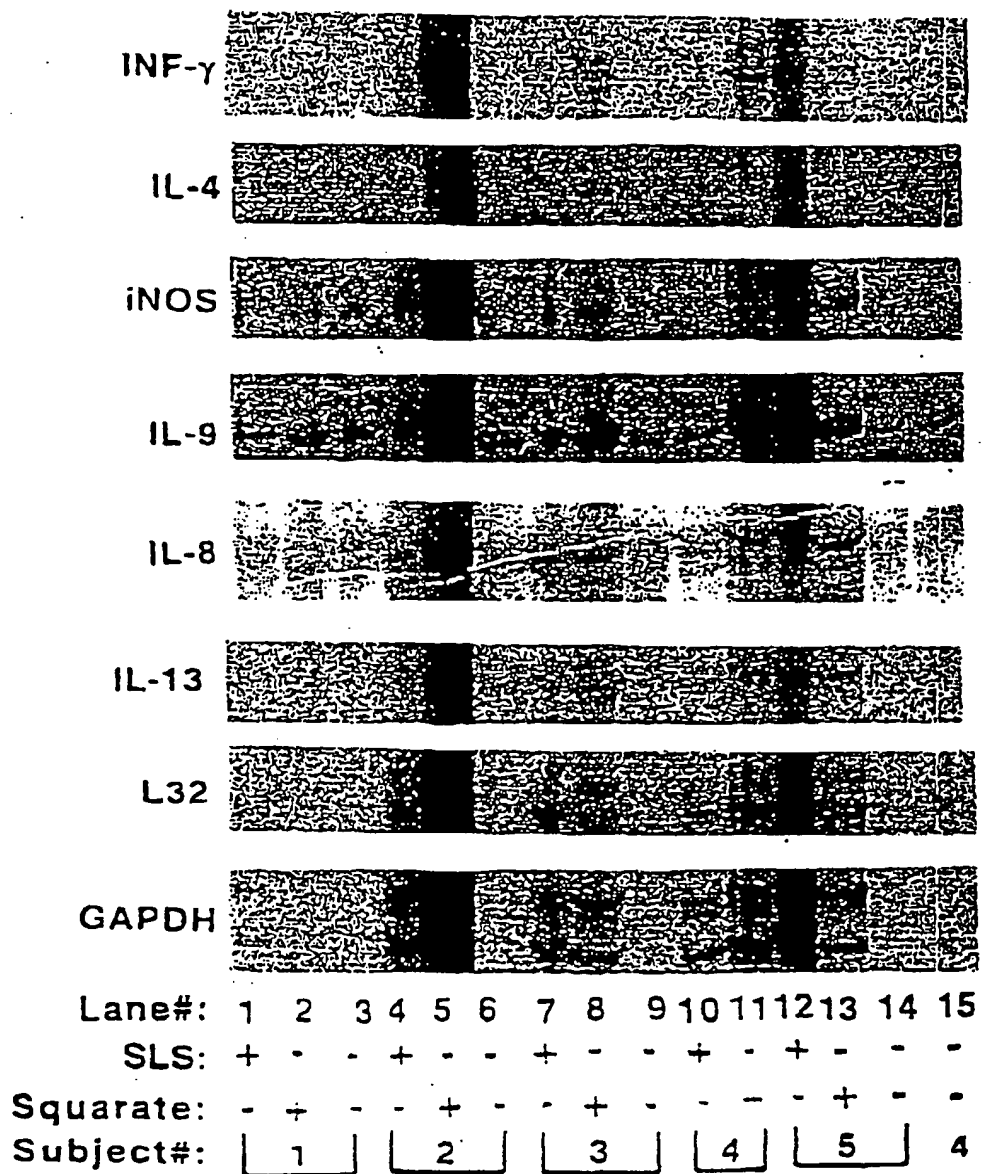 INF-γ
IL-4
iNOS
IL-9
IL-8
IL-13
L32
GAPDH
Lane#: 1 2 3 4 5 6 7 8 9 10 11 12 13 14 15
SLS: + - - + - - + - - + - + - - -
Squarate: - + - - + - - + - - - - + - -
Subject#: 1 2 3 4 5 4